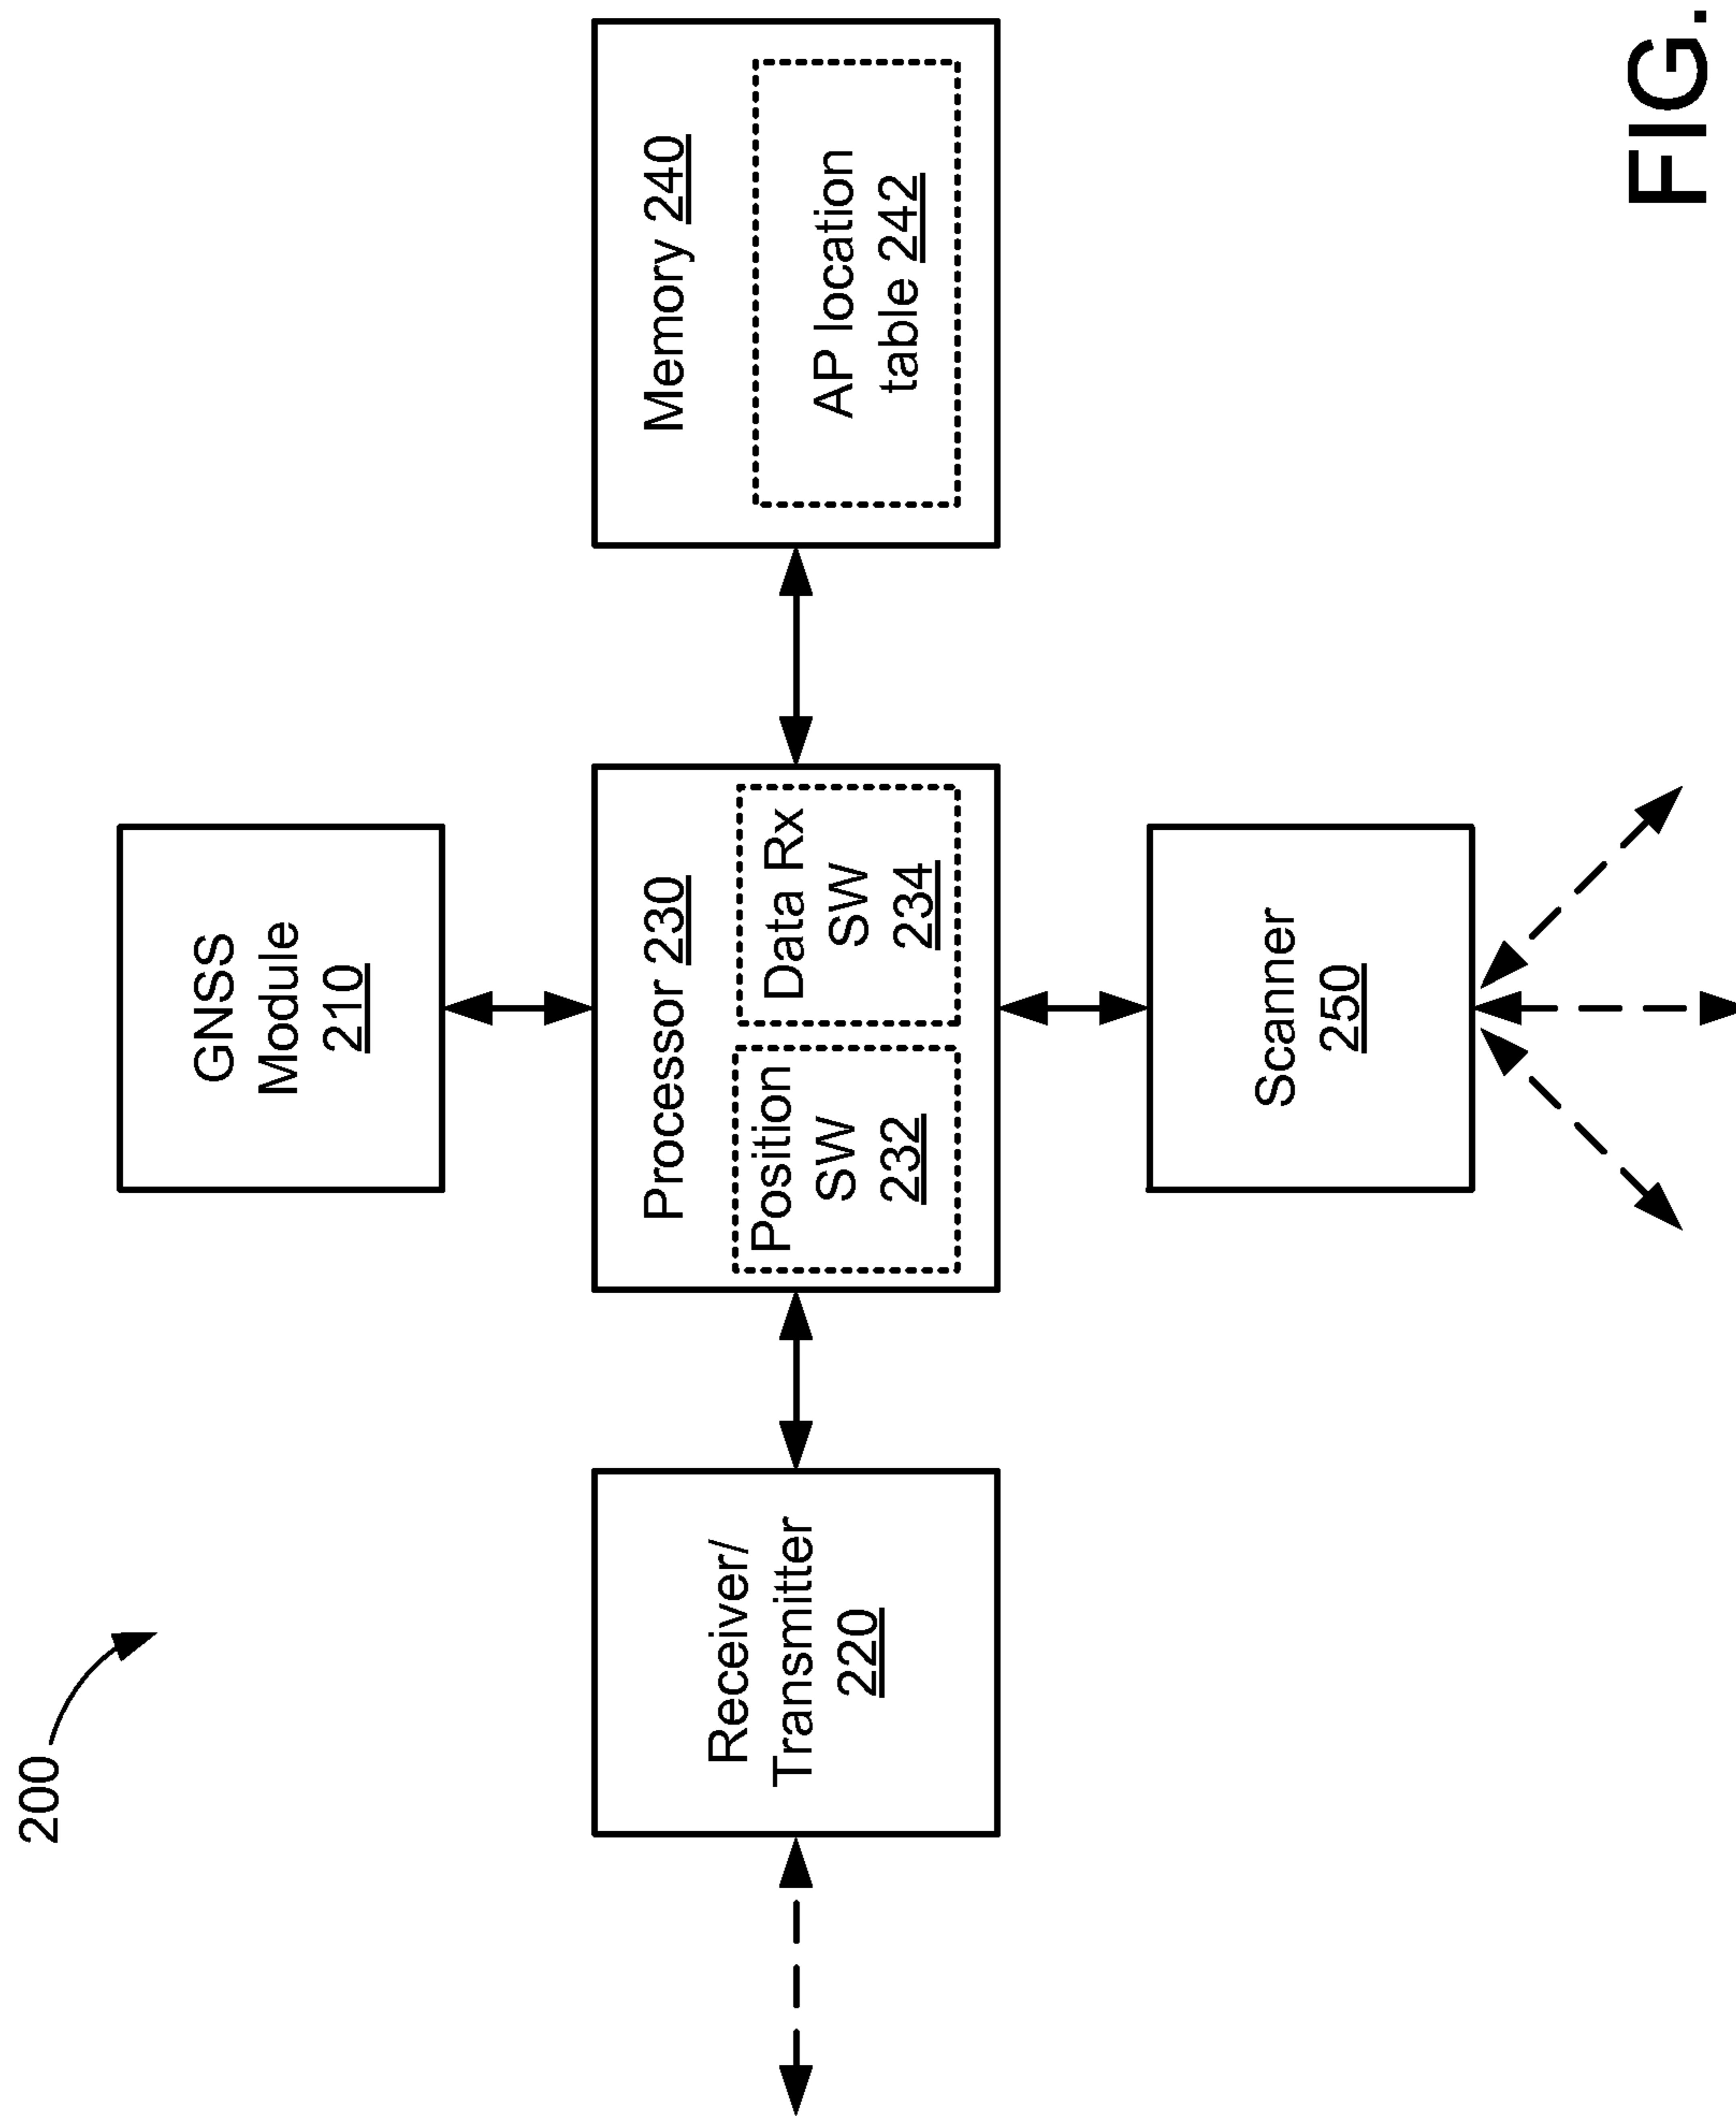 200
GNSS
Module
210
Receiver/
Transmitter
220
Processor 230
Position
SW
232
Data Rx
SW
234
Memory 240
AP location
table 242
Scanner
250
FIG.